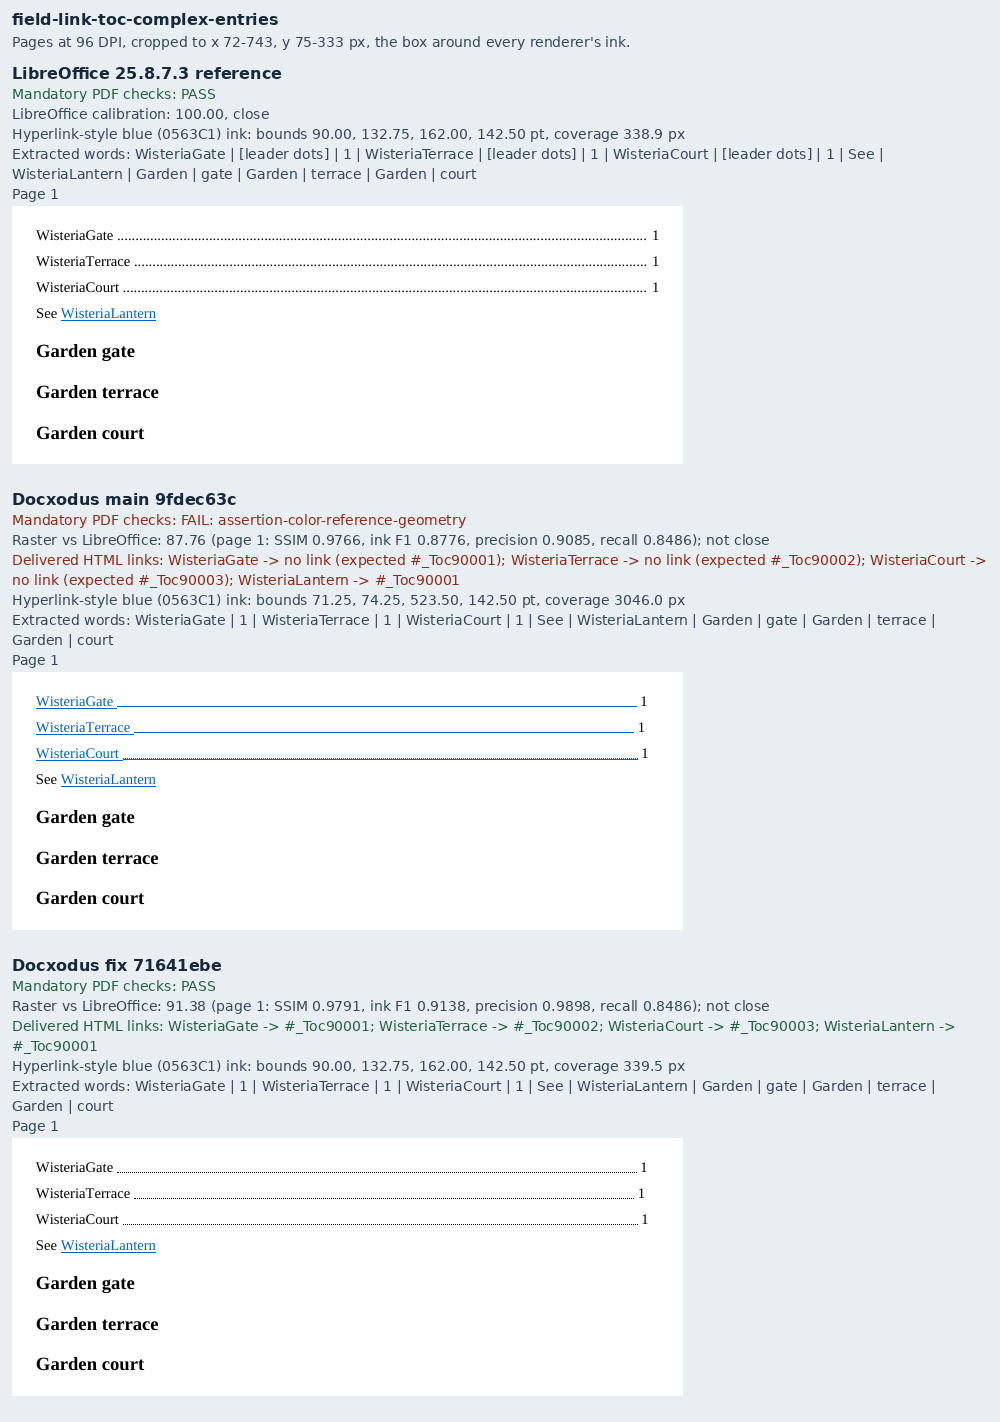 field-link-toc-complex-entries
Pages at 96 DPI, cropped to x 72-743, y 75-333 px, the box around every renderer's ink.
LibreOffice 25.8.7.3 reference
Mandatory PDF checks: PASS
LibreOffice calibration: 100.00, close
Hyperlink-style blue (0563C1) ink: bounds 90.00, 132.75, 162.00, 142.50 pt, coverage 338.9 px
Extracted words: WisteriaGate | [leader dots] | 1 | WisteriaTerrace | [leader dots] | 1 | WisteriaCourt | [leader dots] | 1 | See |
WisteriaLantern | Garden | gate | Garden | terrace | Garden | court
Page 1
WisteriaGate ........................................................................ 1
WisteriaTerrace ........................................................................ 1
WisteriaCourt ........................................................................ 1
See WisteriaLantern
Garden gate
Garden terrace
Garden court
Docxodus main 9fdec63c
Mandatory PDF checks: FAIL: assertion-color-reference-geometry
Raster vs LibreOffice: 87.76 (page 1: SSIM 0.9766, ink F1 0.8776, precision 0.9085, recall 0.8486); not close
Delivered HTML links: WisteriaGate -> no link (expected #_Toc90001); WisteriaTerrace -> no link (expected #_Toc90002); WisteriaCourt ->
no link (expected #_Toc90003); WisteriaLantern -> #_Toc90001
Hyperlink-style blue (0563C1) ink: bounds 71.25, 74.25, 523.50, 142.50 pt, coverage 3046.0 px
Extracted words: WisteriaGate | 1 | WisteriaTerrace | 1 | WisteriaCourt | 1 | See | WisteriaLantern | Garden | gate | Garden | terrace |
Garden | court
Page 1
WisteriaGate 1
WisteriaTerrace 1
WisteriaCourt 1
See WisteriaLantern
Garden gate
Garden terrace
Garden court
Docxodus fix 71641ebe
Mandatory PDF checks: PASS
Raster vs LibreOffice: 91.38 (page 1: SSIM 0.9791, ink F1 0.9138, precision 0.9898, recall 0.8486); not close
Delivered HTML links: WisteriaGate -> #_Toc90001; WisteriaTerrace -> #_Toc90002; WisteriaCourt -> #_Toc90003; WisteriaLantern ->
#_Toc90001
Hyperlink-style blue (0563C1) ink: bounds 90.00, 132.75, 162.00, 142.50 pt, coverage 339.5 px
Extracted words: WisteriaGate | 1 | WisteriaTerrace | 1 | WisteriaCourt | 1 | See | WisteriaLantern | Garden | gate | Garden | terrace |
Garden | court
Page 1
WisteriaGate ........................................................................ 1
WisteriaTerrace ........................................................................ 1
WisteriaCourt ........................................................................ 1
See WisteriaLantern
Garden gate
Garden terrace
Garden court